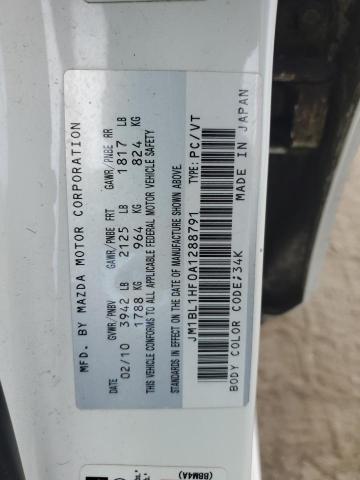 MFD. BY MAZDA MOTOR CORPORATION
DATE GVWR/PNBV GAWR/PNBE FRT GAWR/PNBE RR
02/10 3942 LB 2125 LB 1817 LB
1788 KG 964 KG 824 KG
THIS VEHICLE CONFORMS TO ALL APPLICABLE FEDERAL MOTOR VEHICLE SAFETY
STANDARDS IN EFFECT ON THE DATE OF MANUFACTURE SHOWN ABOVE.
JM1BL1HF0A1288791 TYPE:PC/VT
BODY COLOR CODE;34K MADE IN JAPAN
(BBM4A)